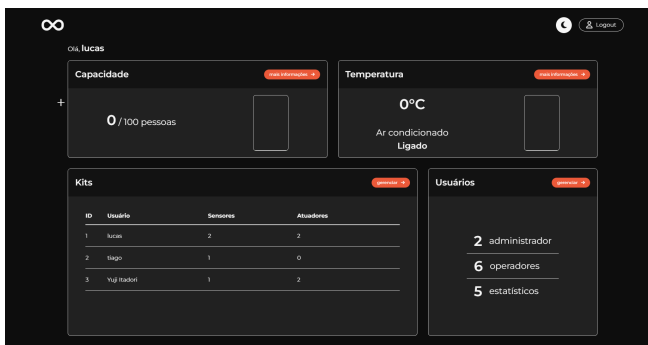 Logout
Olá, lucas
Capacidade
mais informações
0 / 100 pessoas
Temperatura
mais informações
0°C
Ar condicionado
Ligado
Kits
gerenciar
ID Usuário Sensores Atuadores
1 lucas 2 2
2 tiago 1 0
3 Yuji Itadori 1 2
Usuários
gerenciar
2 administrador
6 operadores
5 estatísticos